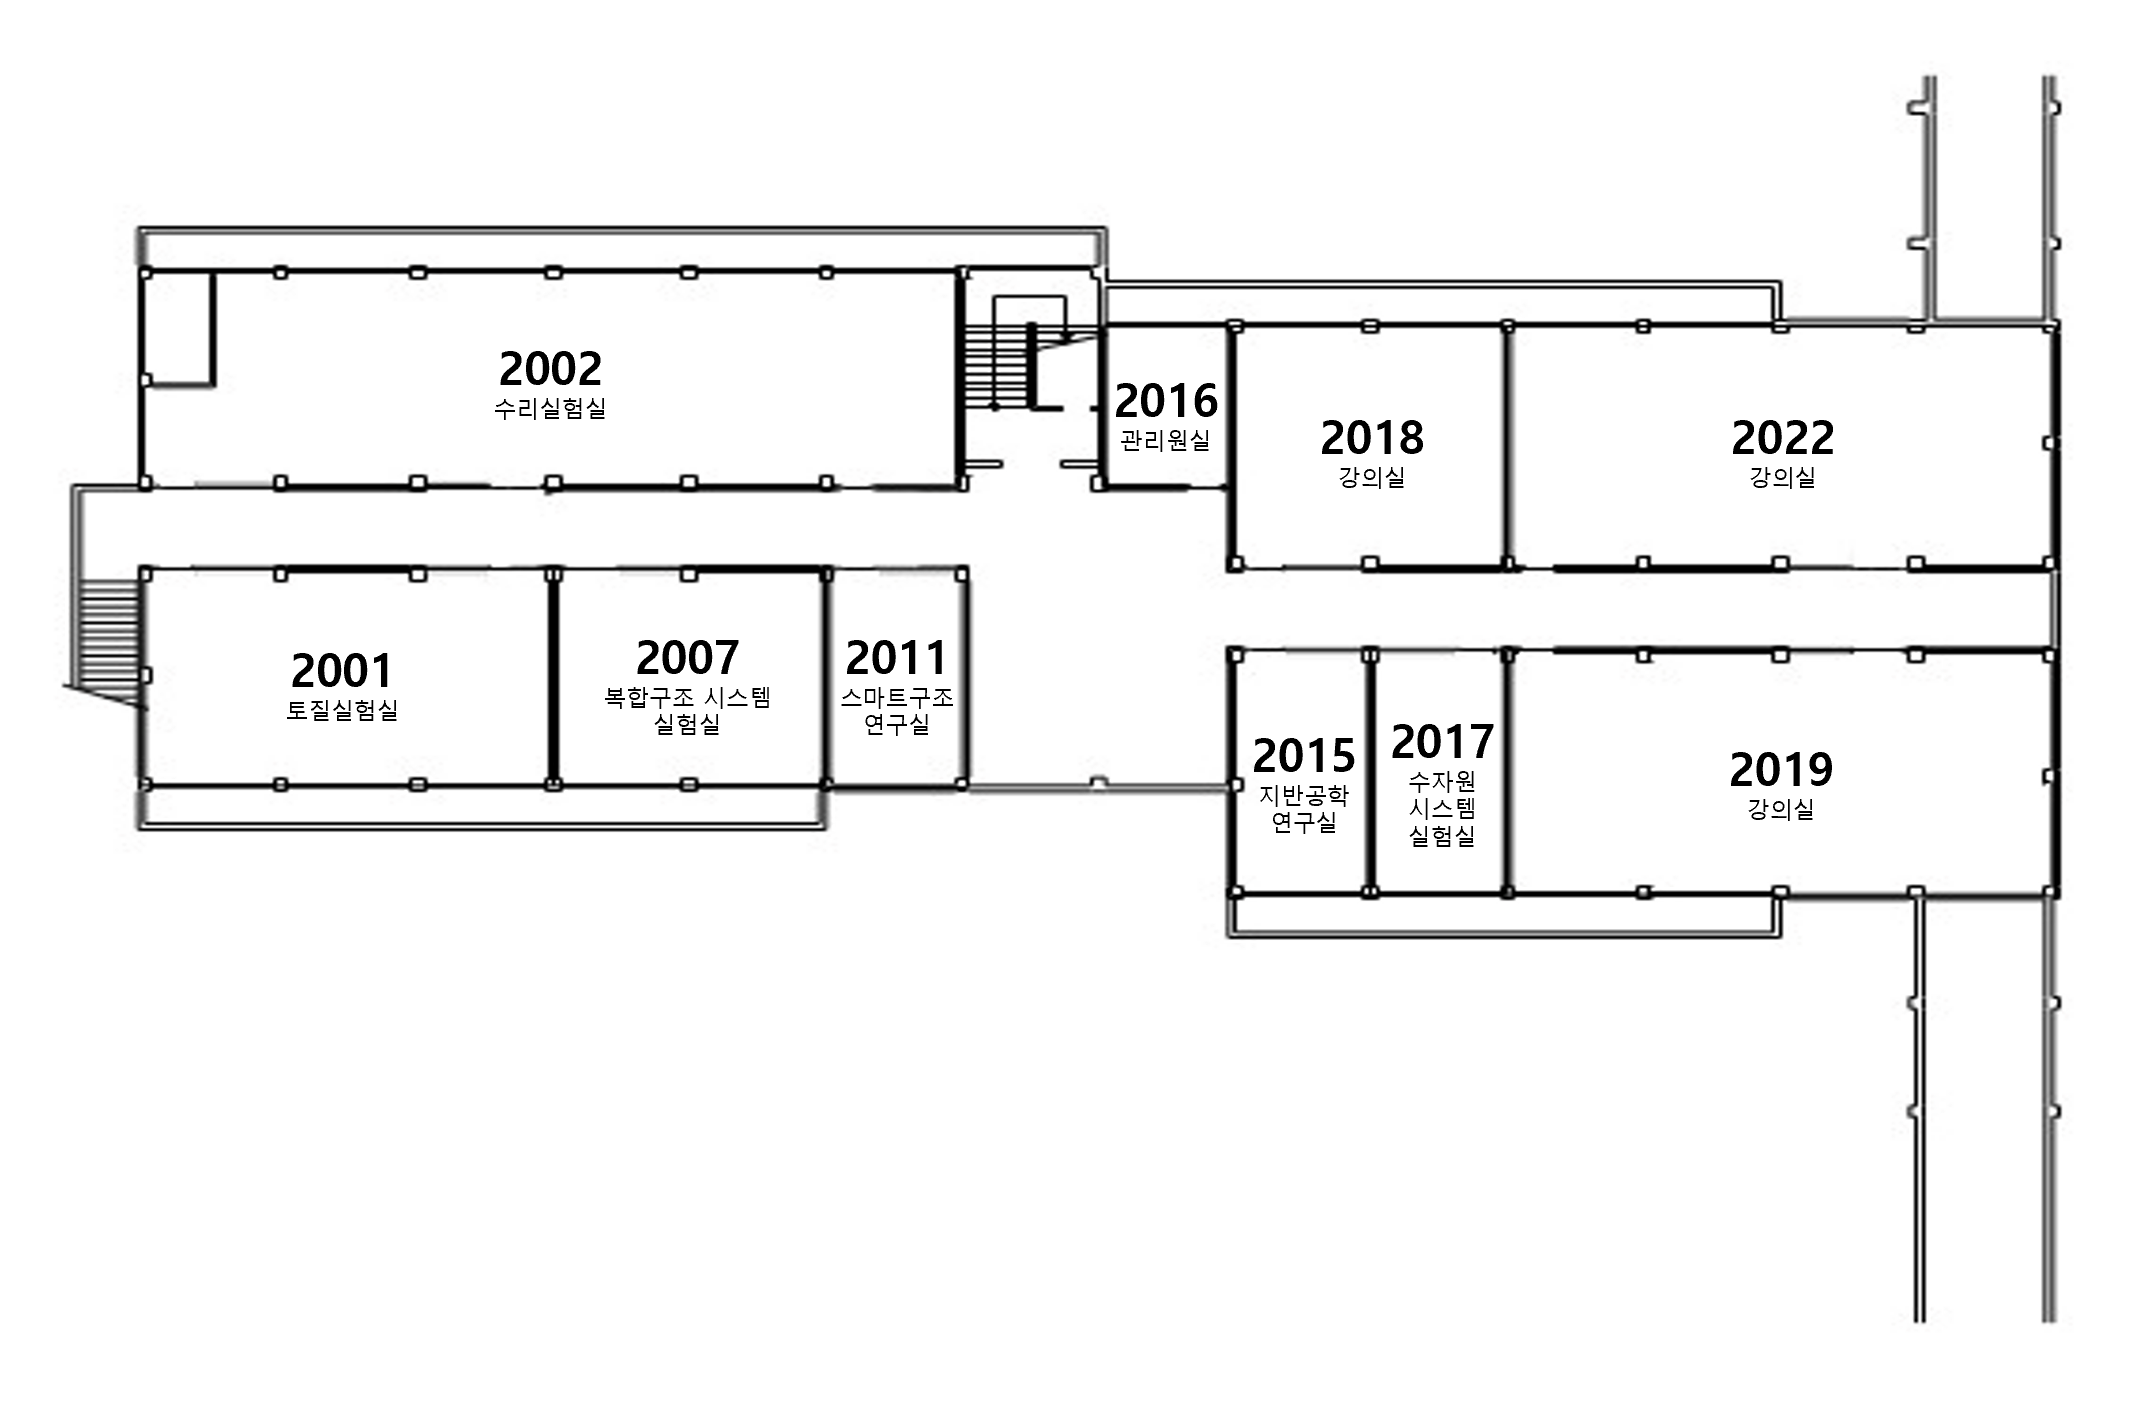 2002
수리실험실
2016
관리원실
2018
강의실
2022
강의실
2001
토질실험실
2007
복합구조 시스템
실험실
2011
스마트구조
연구실
2015
지반공학
연구실
2017
수자원
시스템
실험실
2019
강의실